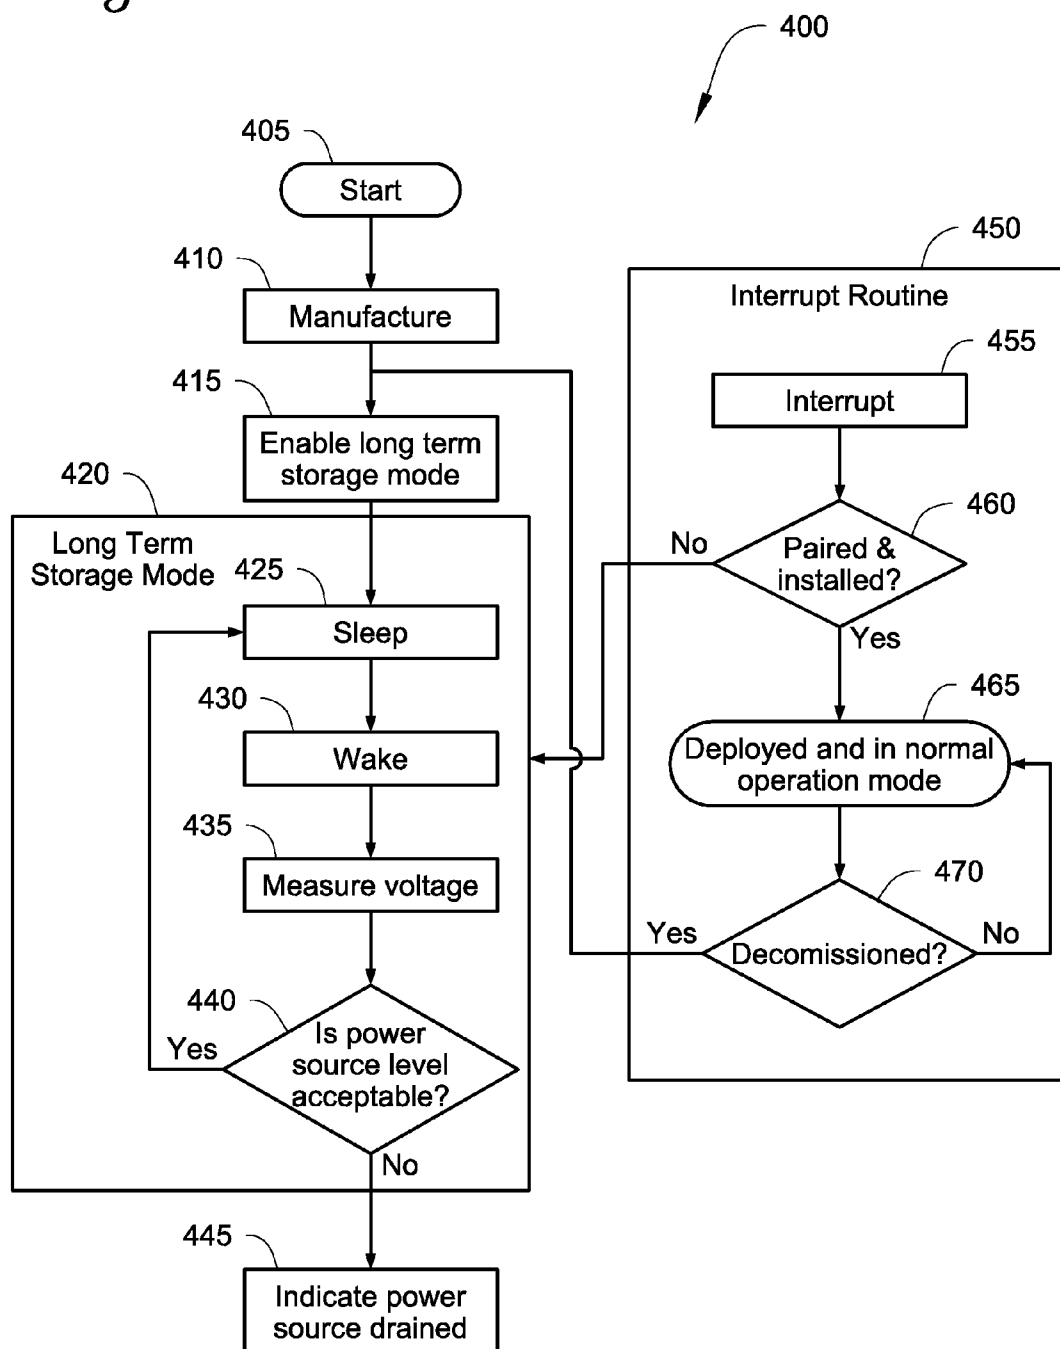 400
405
Start
410
Manufacture
415
Enable long term
storage mode
420
Long Term
Storage Mode
425
Sleep
430
Wake
435
Measure voltage
440
Is power
source level
acceptable?
Yes
No
445
Indicate power
source drained
450
Interrupt Routine
455
Interrupt
460
Paired &
installed?
No
Yes
465
Deployed and in normal
operation mode
470
Decomissioned?
Yes
No